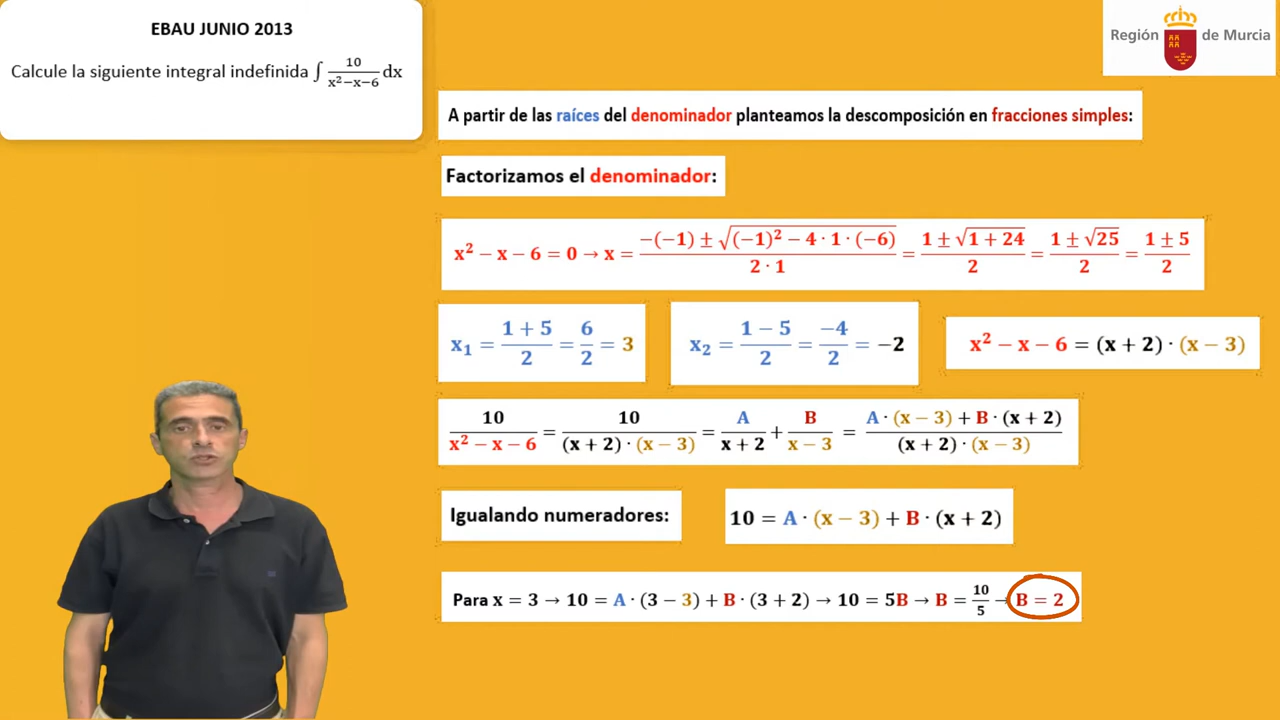 EBAU JUNIO 2013
Calcule la siguiente integral indefinida ∫ 10/(x²−x−6) dx
Región de Murcia
A partir de las raíces del denominador planteamos la descomposición en fracciones simples:
Factorizamos el denominador:
x² − x − 6 = 0 → x = (−(−1) ± √((−1)² − 4 · 1 · (−6)))/(2 · 1) = (1 ± √(1 + 24))/2 = (1 ± √25)/2 = (1 ± 5)/2
x₁ = (1 + 5)/2 = 6/2 = 3
x₂ = (1 − 5)/2 = −4/2 = −2
x² − x − 6 = (x + 2) · (x − 3)
10/(x² − x − 6) = 10/((x + 2) · (x − 3)) = A/(x + 2) + B/(x − 3) = (A · (x − 3) + B · (x + 2))/((x + 2) · (x − 3))
Igualando numeradores:
10 = A · (x − 3) + B · (x + 2)
Para x = 3 → 10 = A · (3 − 3) + B · (3 + 2) → 10 = 5B → B = 10/5 → B = 2